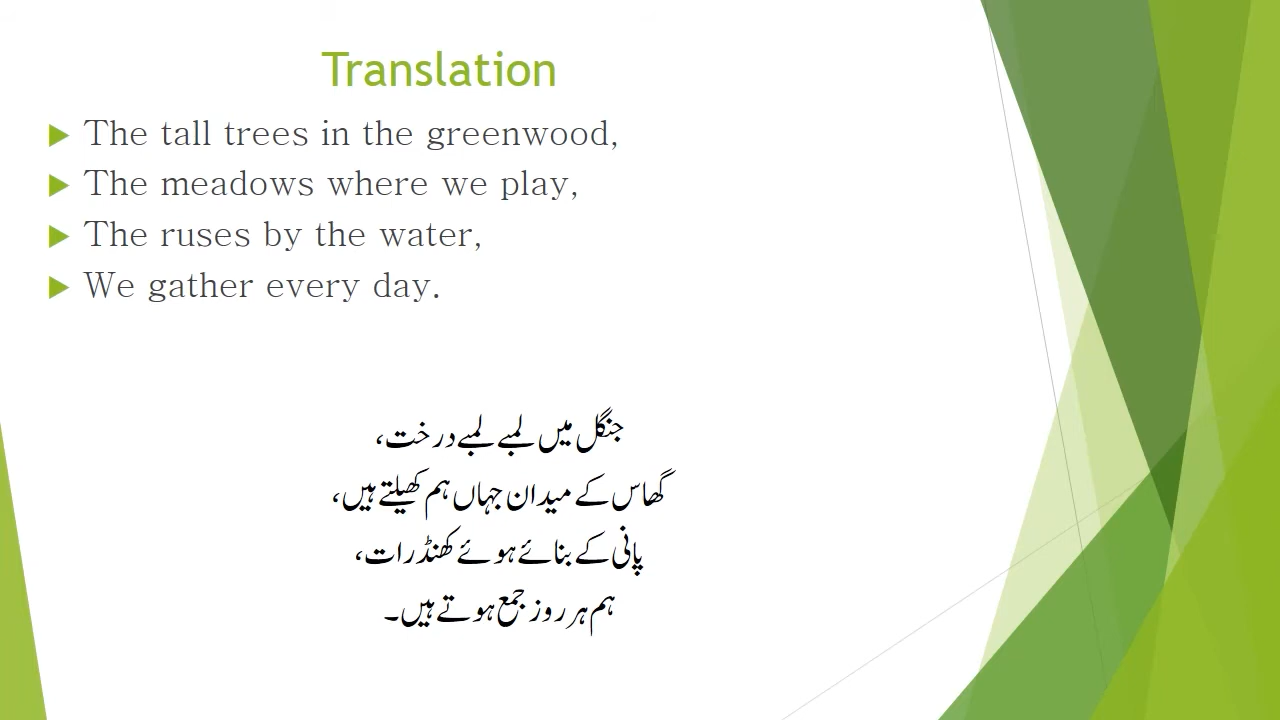 Translation
The tall trees in the greenwood,
The meadows where we play,
The ruses by the water,
We gather every day.
جنگل میں لمبے لمبے درخت،
گھاس کے میدان جہاں ہم کھیلتے ہیں،
پانی کے بنائے ہوئے کھنڈرات،
ہم ہر روز جمع ہوتے ہیں۔